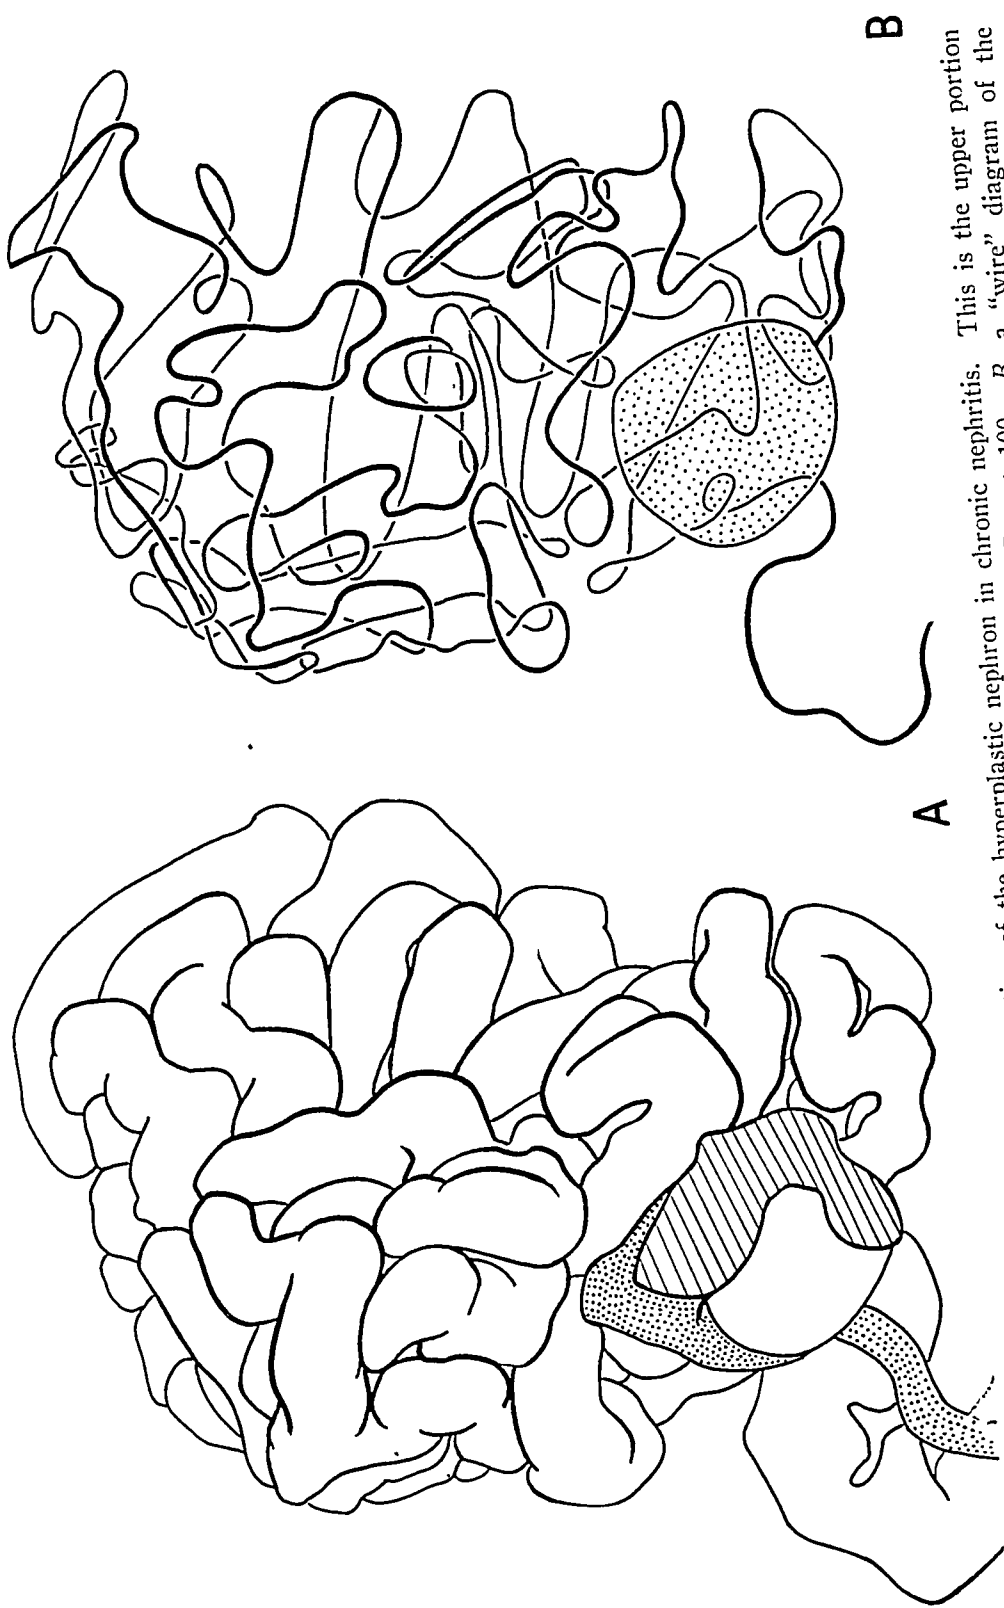 A
B
of the hyperplastic nephron in chronic nephritis. This is the upper portion
100. B, a “wire” diagram of the